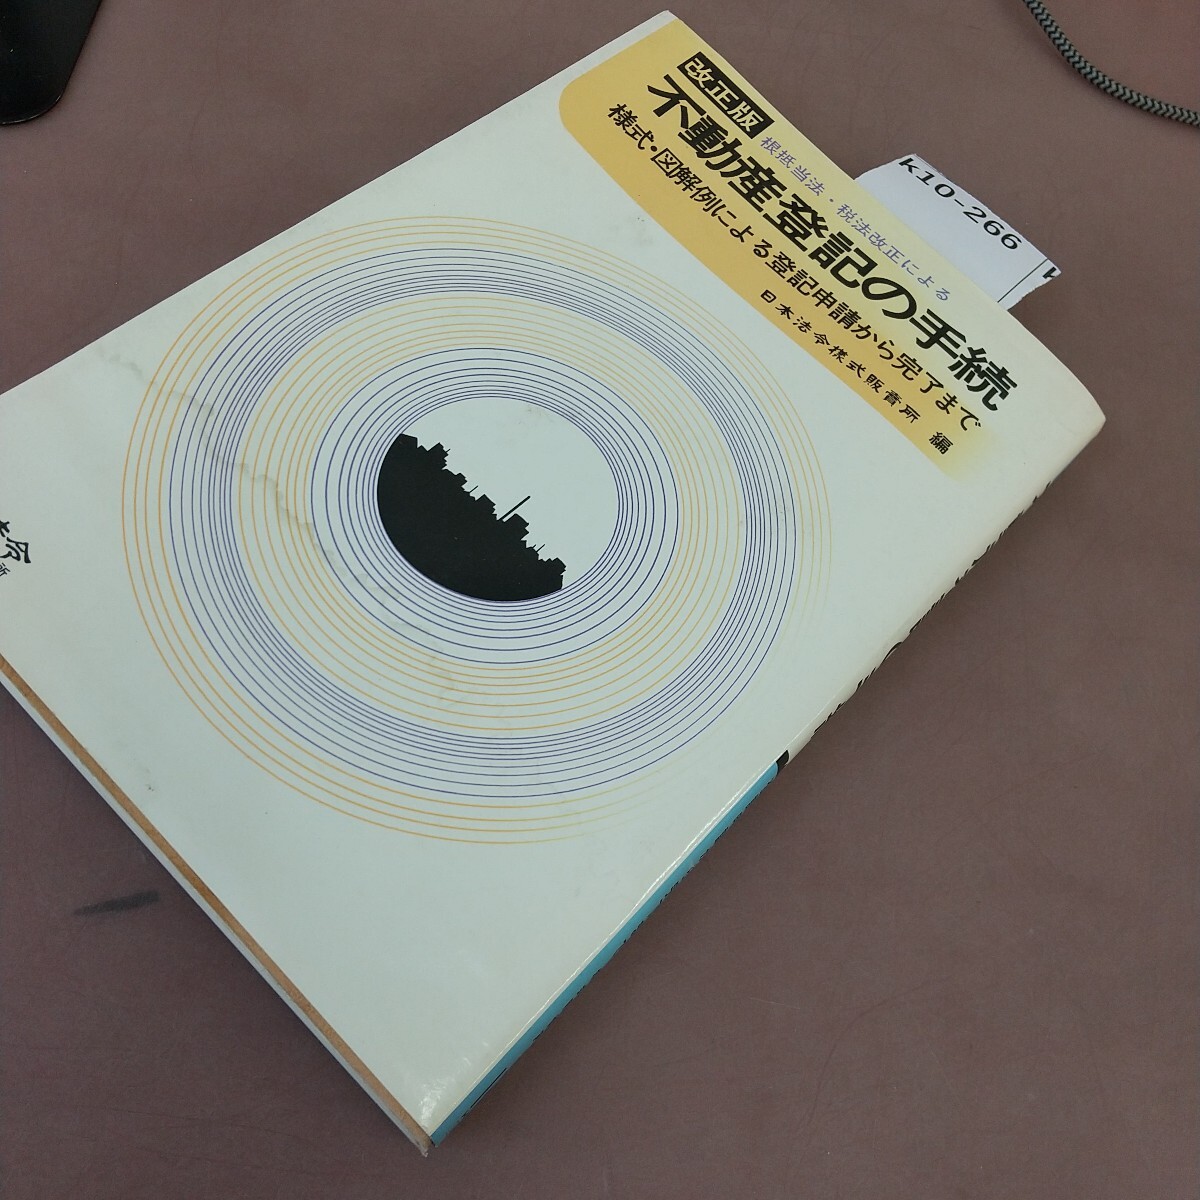 改正版
根抵当法・税法改正による
不動産登記の手続
様式・図解例による登記申請から完了まで
日本法令様式販売所 編
k10-266
令
所